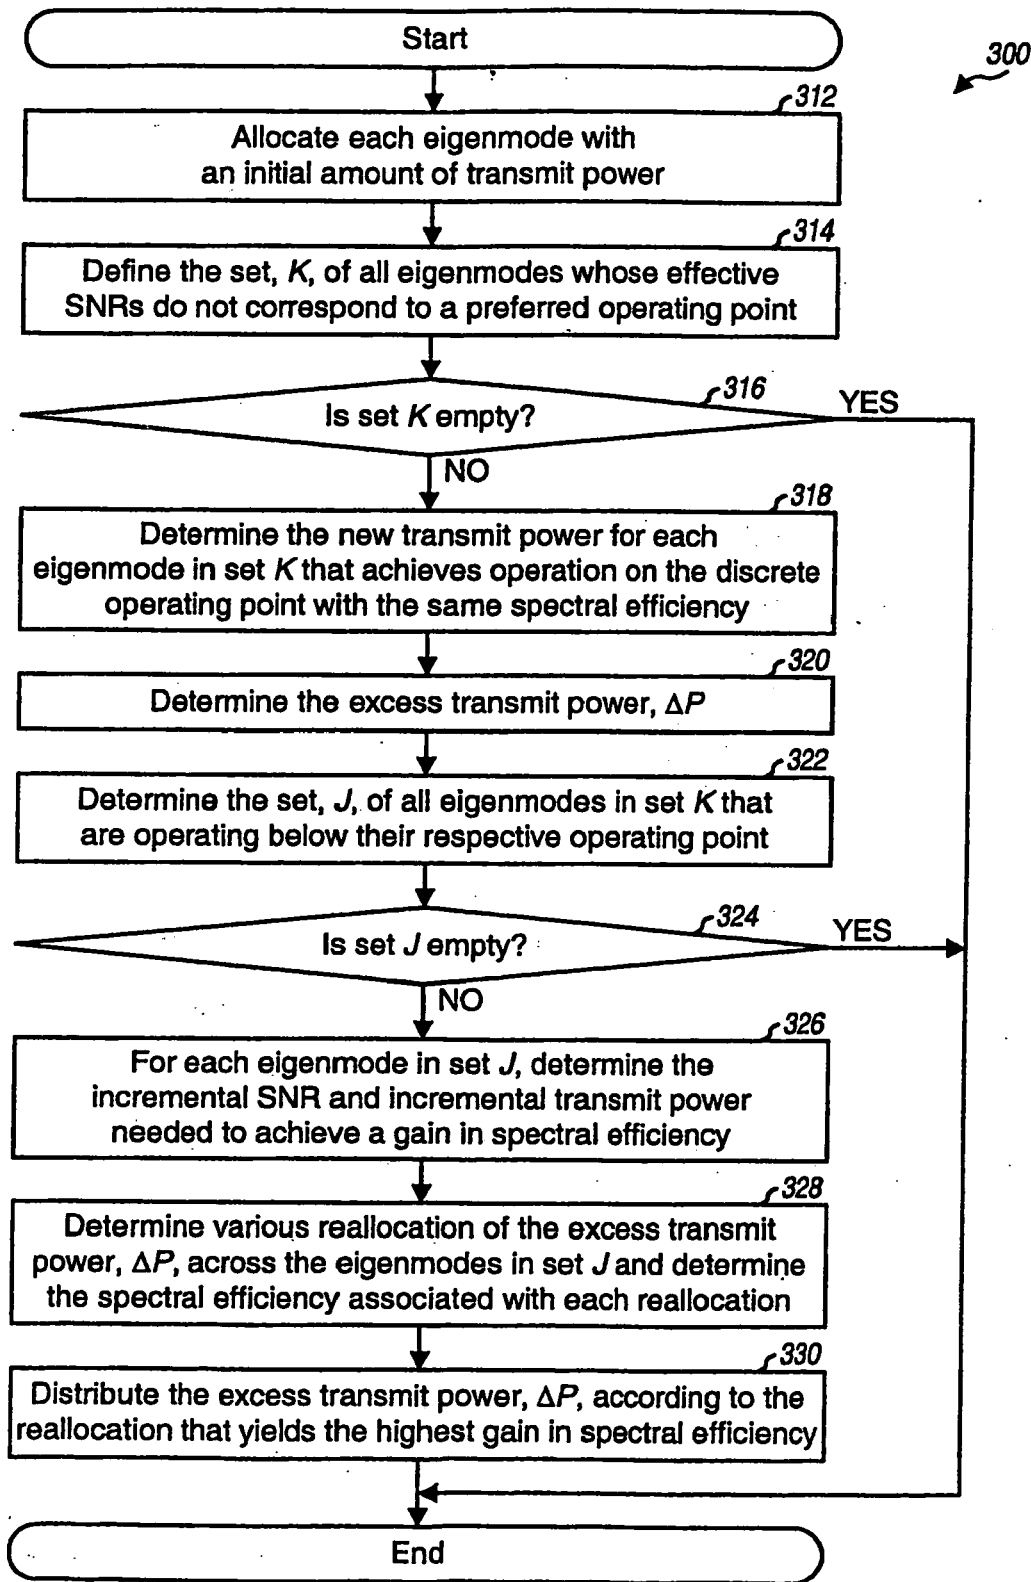 Start
300
312
Allocate each eigenmode with
an initial amount of transmit power
314
Define the set, K, of all eigenmodes whose effective
SNRs do not correspond to a preferred operating point
316
Is set K empty?
YES
NO
318
Determine the new transmit power for each
eigenmode in set K that achieves operation on the discrete
operating point with the same spectral efficiency
320
Determine the excess transmit power, ΔP
322
Determine the set, J, of all eigenmodes in set K that
are operating below their respective operating point
324
Is set J empty?
YES
NO
326
For each eigenmode in set J, determine the
incremental SNR and incremental transmit power
needed to achieve a gain in spectral efficiency
328
Determine various reallocation of the excess transmit
power, ΔP, across the eigenmodes in set J and determine
the spectral efficiency associated with each reallocation
330
Distribute the excess transmit power, ΔP, according to the
reallocation that yields the highest gain in spectral efficiency
End